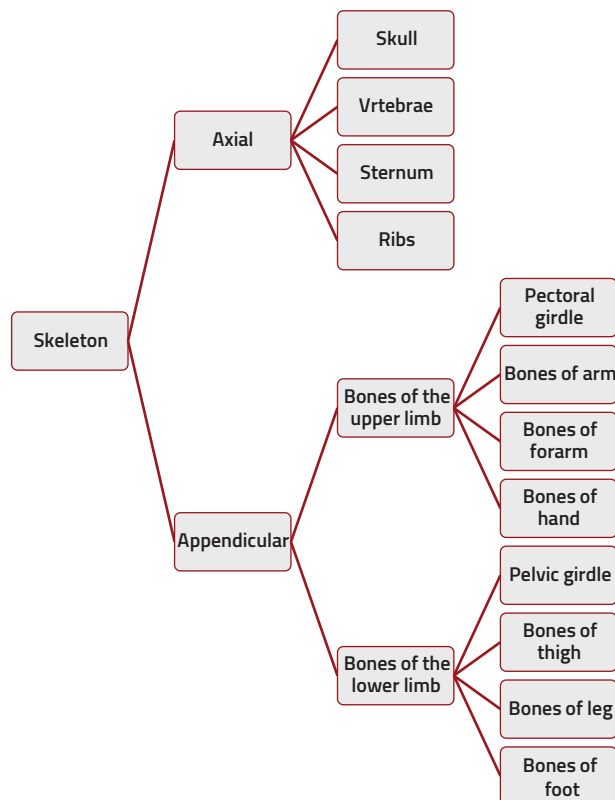 Skull
Vrtebrae
Axial
Sternum
Ribs
Skeleton
Pectoral
girdle
Bones of arm
Bones of the
upper limb
Bones of
forarm
Bones of
hand
Appendicular
Pelvic girdle
Bones of
thigh
Bones of the
lower limb
Bones of leg
Bones of
foot